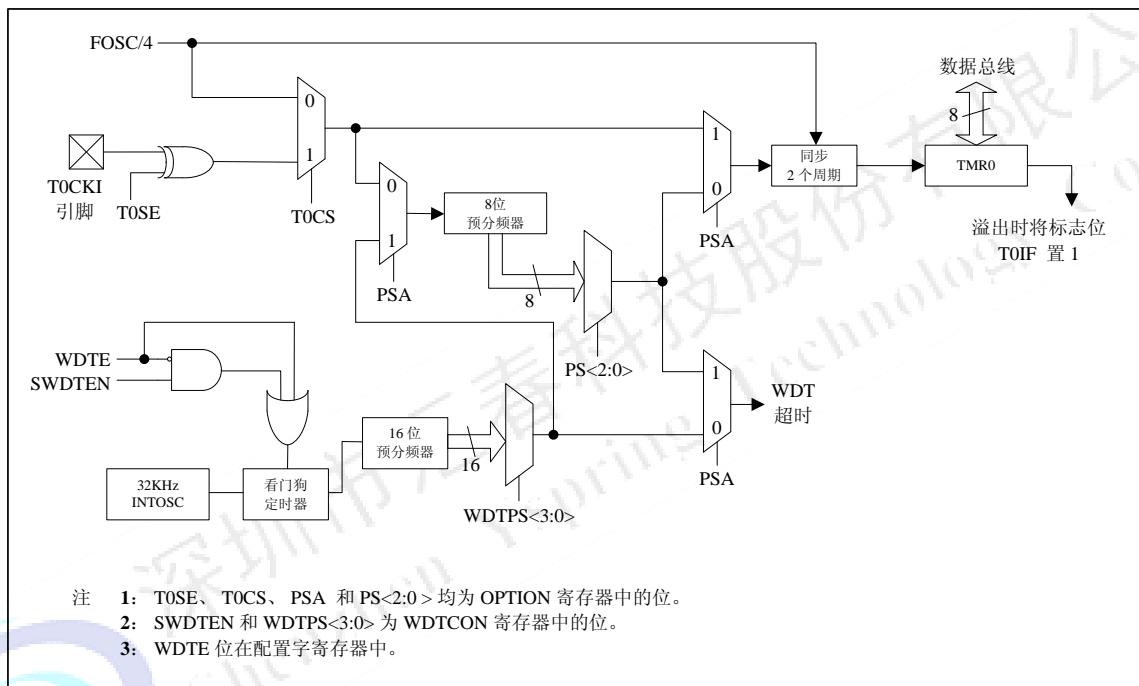 FOSC/4
数据总线
8
0
1
T0CKI
引脚
T0SE
T0CS
0
1
PSA
8位
预分频器
8
PS<2:0>
1
0
PSA
同步
2 个周期
TMR0
溢出时将标志位
T0IF 置 1
WDTE
SWDTEN
32KHz
INTOSC
看门狗
定时器
16 位
预分频器
16
WDTPS<3:0>
1
0
PSA
WDT
超时
注 1： T0SE、 T0CS、 PSA 和 PS<2:0 > 均为 OPTION 寄存器中的位。
2： SWDTEN 和 WDTPS<3:0> 为 WDTCON 寄存器中的位。
3： WDTE 位在配置字寄存器中。